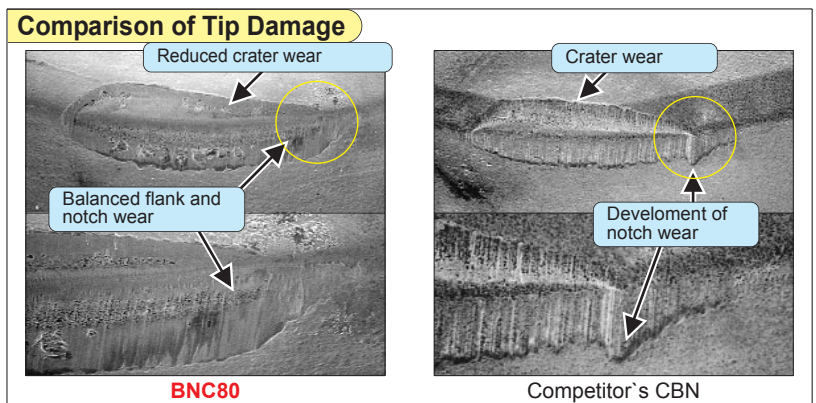 Comparison of Tip Damage
Reduced crater wear
Balanced flank and
notch wear
BNC80
Crater wear
Develoment of
notch wear
Competitor`s CBN